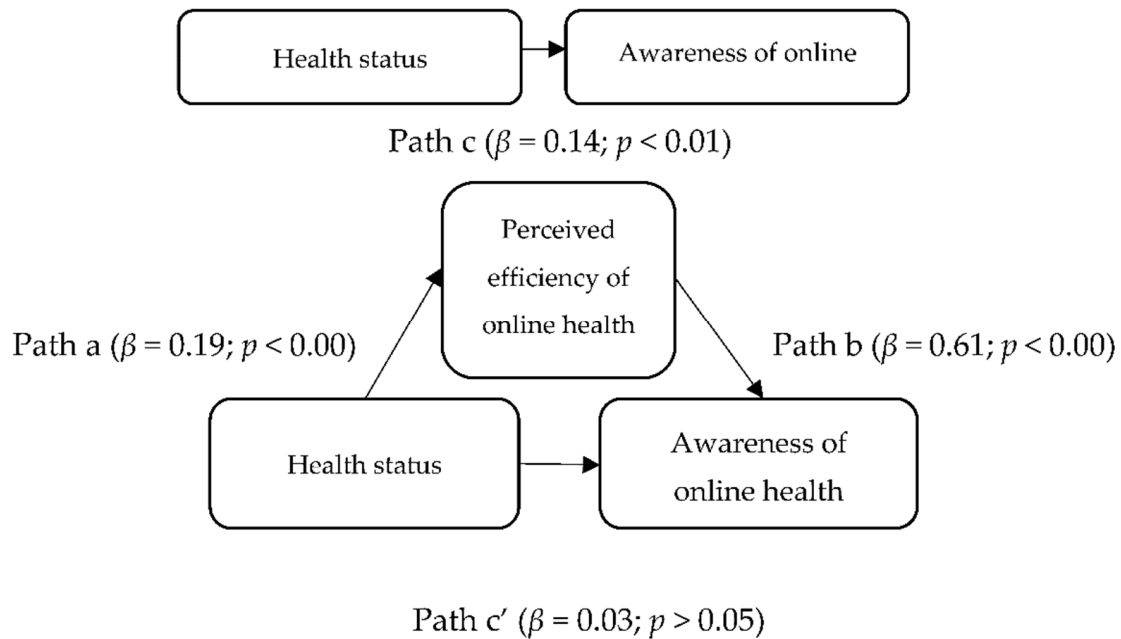 Health status
Awareness of online
Path c (β = 0.14; p < 0.01)
Perceived
efficiency of
online health
Path a (β = 0.19; p < 0.00)
Path b (β = 0.61; p < 0.00)
Health status
Awareness of
online health
Path c′ (β = 0.03; p > 0.05)